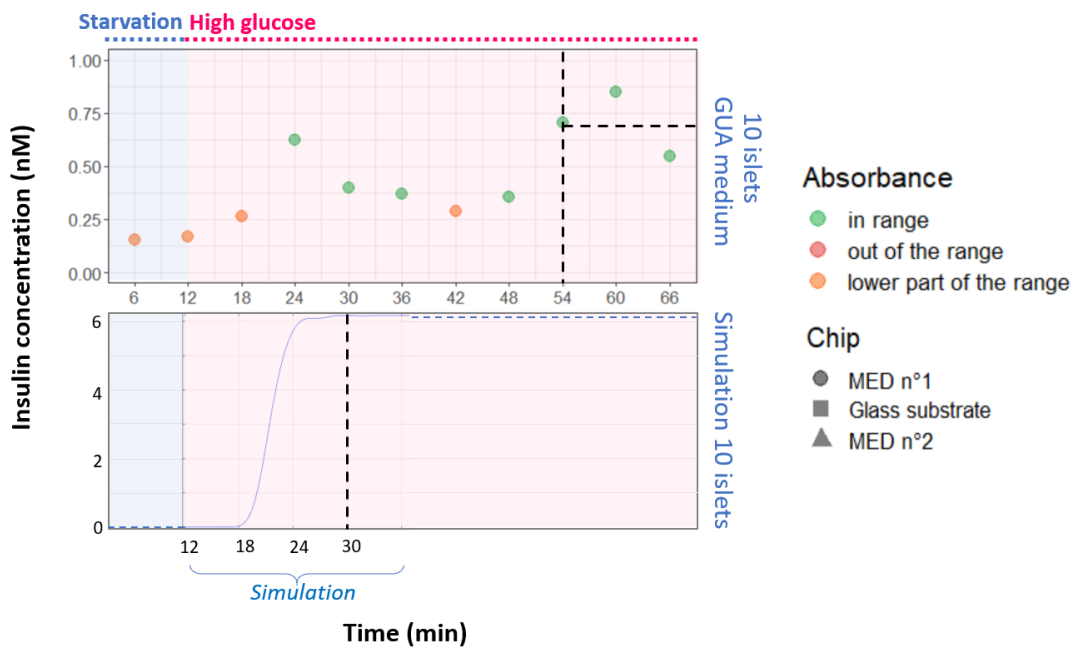 Starvation High glucose
Insulin concentration (nM)
1.00
0.75
0.50
0.25
0.00
6 12 18 24 30 36 42 48 54 60 66
10 islets
GUA medium
6
4
2
0
12 18 24 30
Simulation 10 islets
Simulation
Time (min)
Absorbance
in range
out of the range
lower part of the range
Chip
MED n°1
Glass substrate
MED n°2